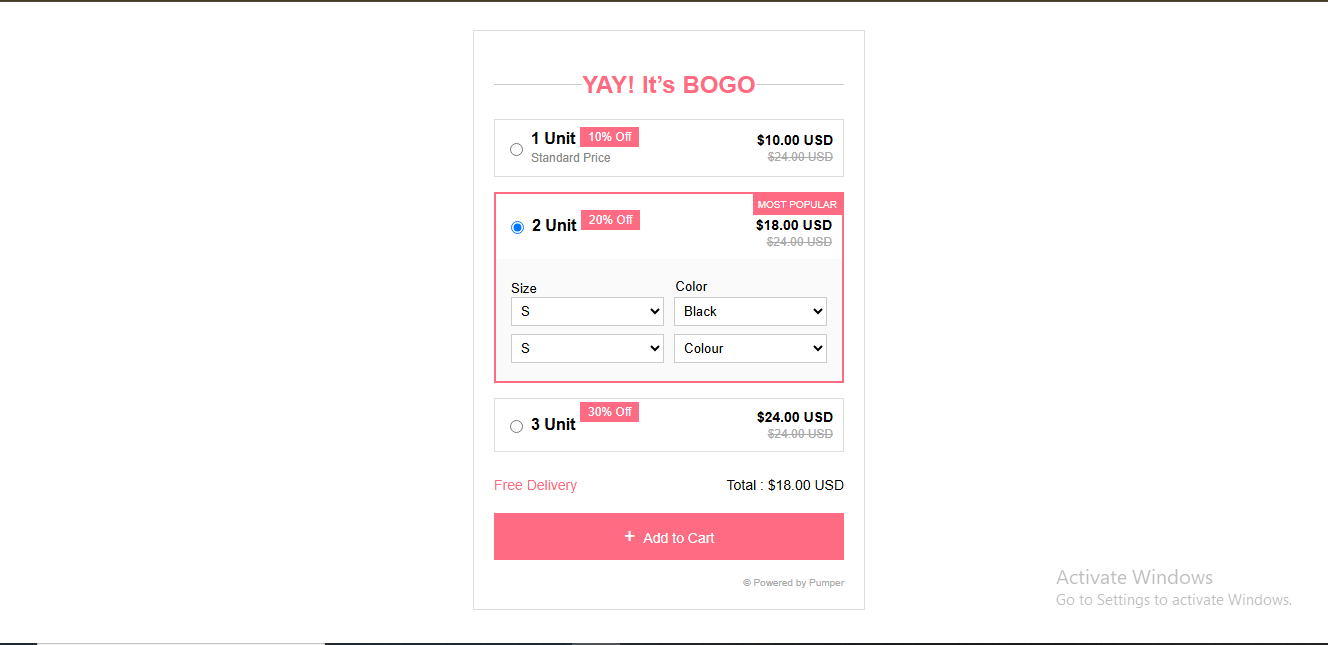 YAY! It’s BOGO
1 Unit 10% Off
Standard Price
$10.00 USD
$24.00 USD
MOST POPULAR
2 Unit 20% Off
$18.00 USD
$24.00 USD
Size Color
S Black
S Colour
3 Unit 30% Off
$24.00 USD
$24.00 USD
Free Delivery Total : $18.00 USD
+ Add to Cart
© Powered by Pumper
Activate Windows
Go to Settings to activate Windows.